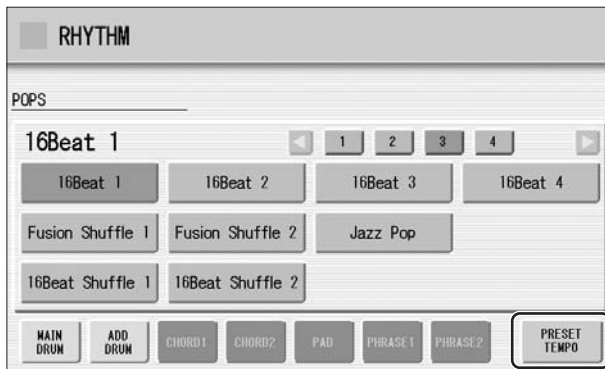 RHYTHM
POPS
16Beat 1 1 2 3 4
16Beat 1 16Beat 2 16Beat 3 16Beat 4
Fusion Shuffle 1 Fusion Shuffle 2 Jazz Pop
16Beat Shuffle 1 16Beat Shuffle 2
MAIN DRUM ADD DRUM CHORD1 CHORD2 PAD PHRASE1 PHRASE2 PRESET TEMPO